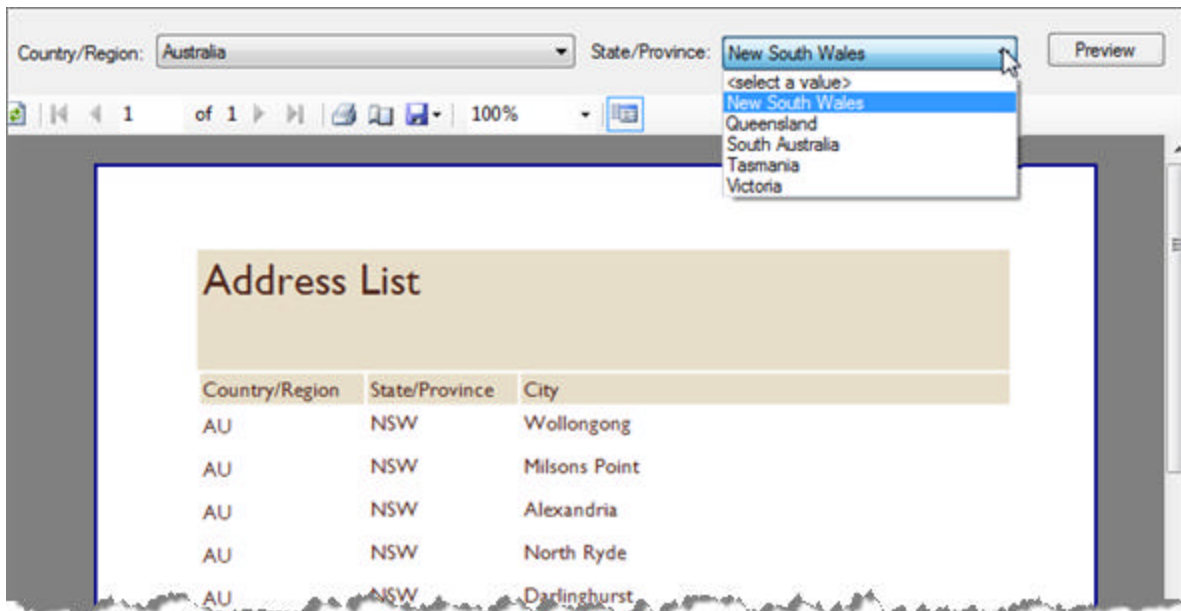 Country/Region: Australia State/Province: New South Wales Preview
<select a value>
New South Wales
Queensland
South Australia
Tasmania
Victoria
1 of 1 100%
Address List
Country/Region State/Province City
AU NSW Wollongong
AU NSW Milsons Point
AU NSW Alexandria
AU NSW North Ryde
AU NSW Darlinghurst